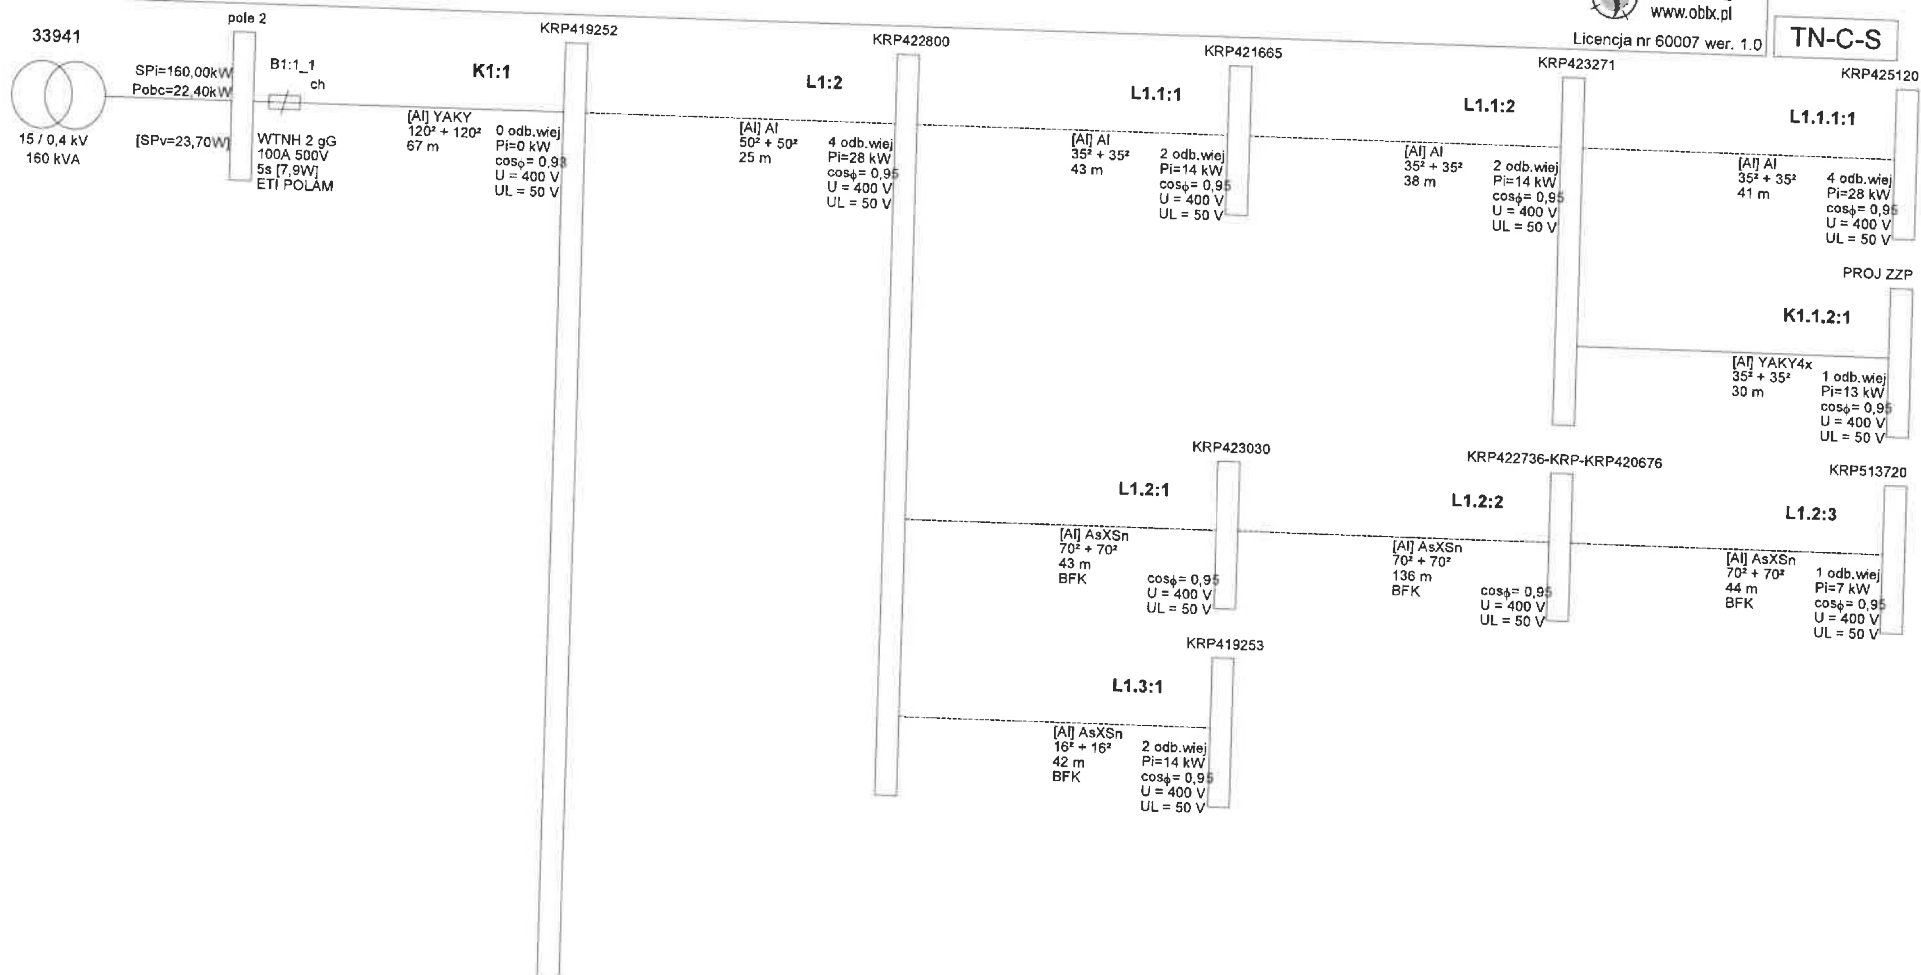 www.oblx.pl
Licencja nr 60007 wer. 1.0
TN-C-S
33941
15 / 0,4 kV
160 kVA
pole 2
SPi=160,00kW
Pobc=22,40kW
[SPv=23,70W]
B1:1_1
ch
WTNH 2 gG
100A 500V
5s [7,9W]
ETI POLAM
K1:1
[Al] YAKY
120² + 120²
67 m
0 odb.wiej
Pi=0 kW
cosφ= 0,93
U = 400 V
UL = 50 V
KRP419252
L1:2
[Al] Al
50² + 50²
25 m
4 odb.wiej
Pi=28 kW
cosφ= 0,95
U = 400 V
UL = 50 V
KRP422800
L1.1:1
[Al] Al
35² + 35²
43 m
2 odb.wiej
Pi=14 kW
cosφ= 0,95
U = 400 V
UL = 50 V
KRP421665
L1.1:2
[Al] Al
35² + 35²
38 m
2 odb.wiej
Pi=14 kW
cosφ= 0,95
U = 400 V
UL = 50 V
KRP423271
L1.1.1:1
[Al] Al
35² + 35²
41 m
4 odb.wiej
Pi=28 kW
cosφ= 0,95
U = 400 V
UL = 50 V
KRP425120
PROJ ZZP
K1.1.2:1
[Al] YAKY4x
35² + 35²
30 m
1 odb.wiej
Pi=13 kW
cosφ= 0,95
U = 400 V
UL = 50 V
KRP423030
L1.2:1
[Al] AsXSn
70² + 70²
43 m
BFK
cosφ= 0,95
U = 400 V
UL = 50 V
KRP422736-KRP-KRP420676
L1.2:2
[Al] AsXSn
70² + 70²
136 m
BFK
cosφ= 0,95
U = 400 V
UL = 50 V
KRP513720
L1.2:3
[Al] AsXSn
70² + 70²
44 m
BFK
1 odb.wiej
Pi=7 kW
cosφ= 0,95
U = 400 V
UL = 50 V
KRP419253
L1.3:1
[Al] AsXSn
16² + 16²
42 m
BFK
2 odb.wiej
Pi=14 kW
cosφ= 0,95
U = 400 V
UL = 50 V